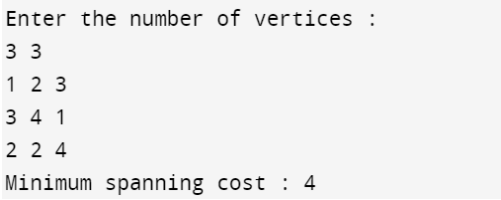 Enter the number of vertices :
3 3
1 2 3
3 4 1
2 2 4
Minimum spanning cost : 4